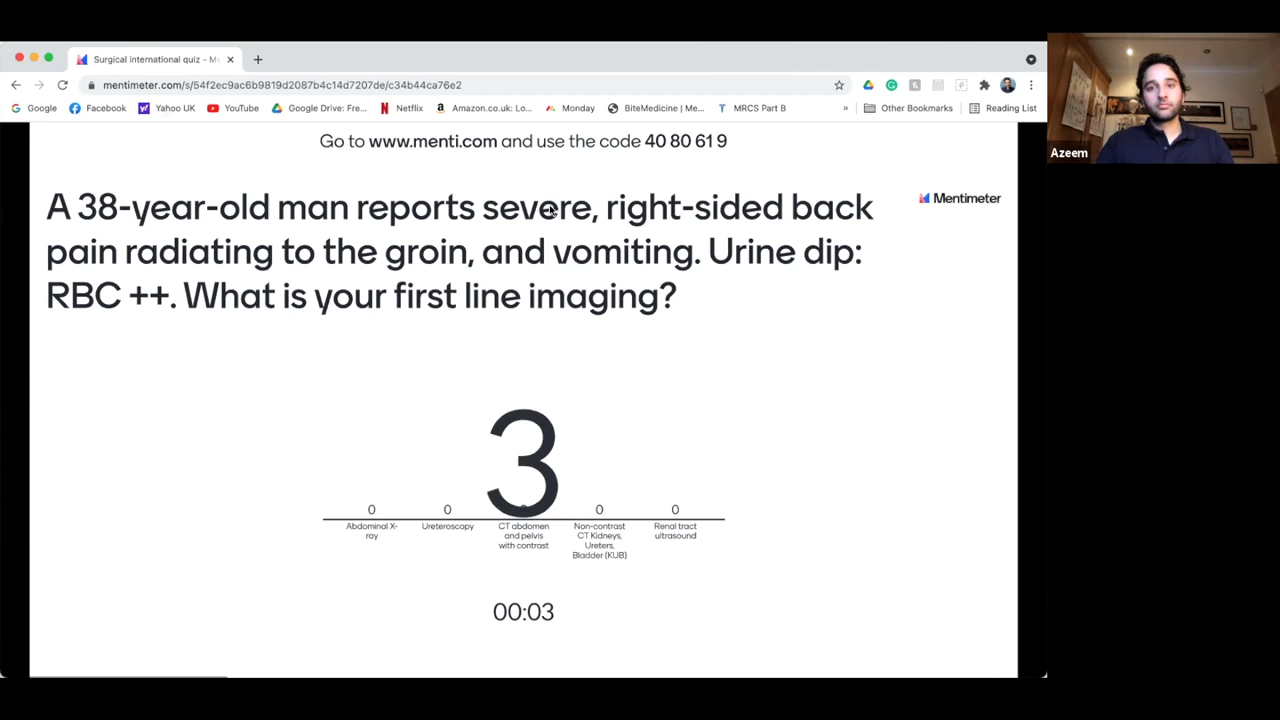 Surgical international quiz - Me
mentimeter.com/s/54f2ec9ac6b9819d2087b4c14d7207de/c34b44ca76e2
Google Facebook Yahoo UK YouTube Google Drive: Fre... Netflix Amazon.co.uk: Lo... Monday BiteMedicine | Me... MRCS Part B » Other Bookmarks Reading List
Azeem
Go to www.menti.com and use the code 40 80 61 9
Mentimeter
A 38-year-old man reports severe, right-sided back
pain radiating to the groin, and vomiting. Urine dip:
RBC ++. What is your first line imaging?
3
0 0 0 0
Abdominal X-
ray
Ureteroscopy
CT abdomen
and pelvis
with contrast
Non-contrast
CT Kidneys,
Ureters,
Bladder (KUB)
Renal tract
ultrasound
00:03